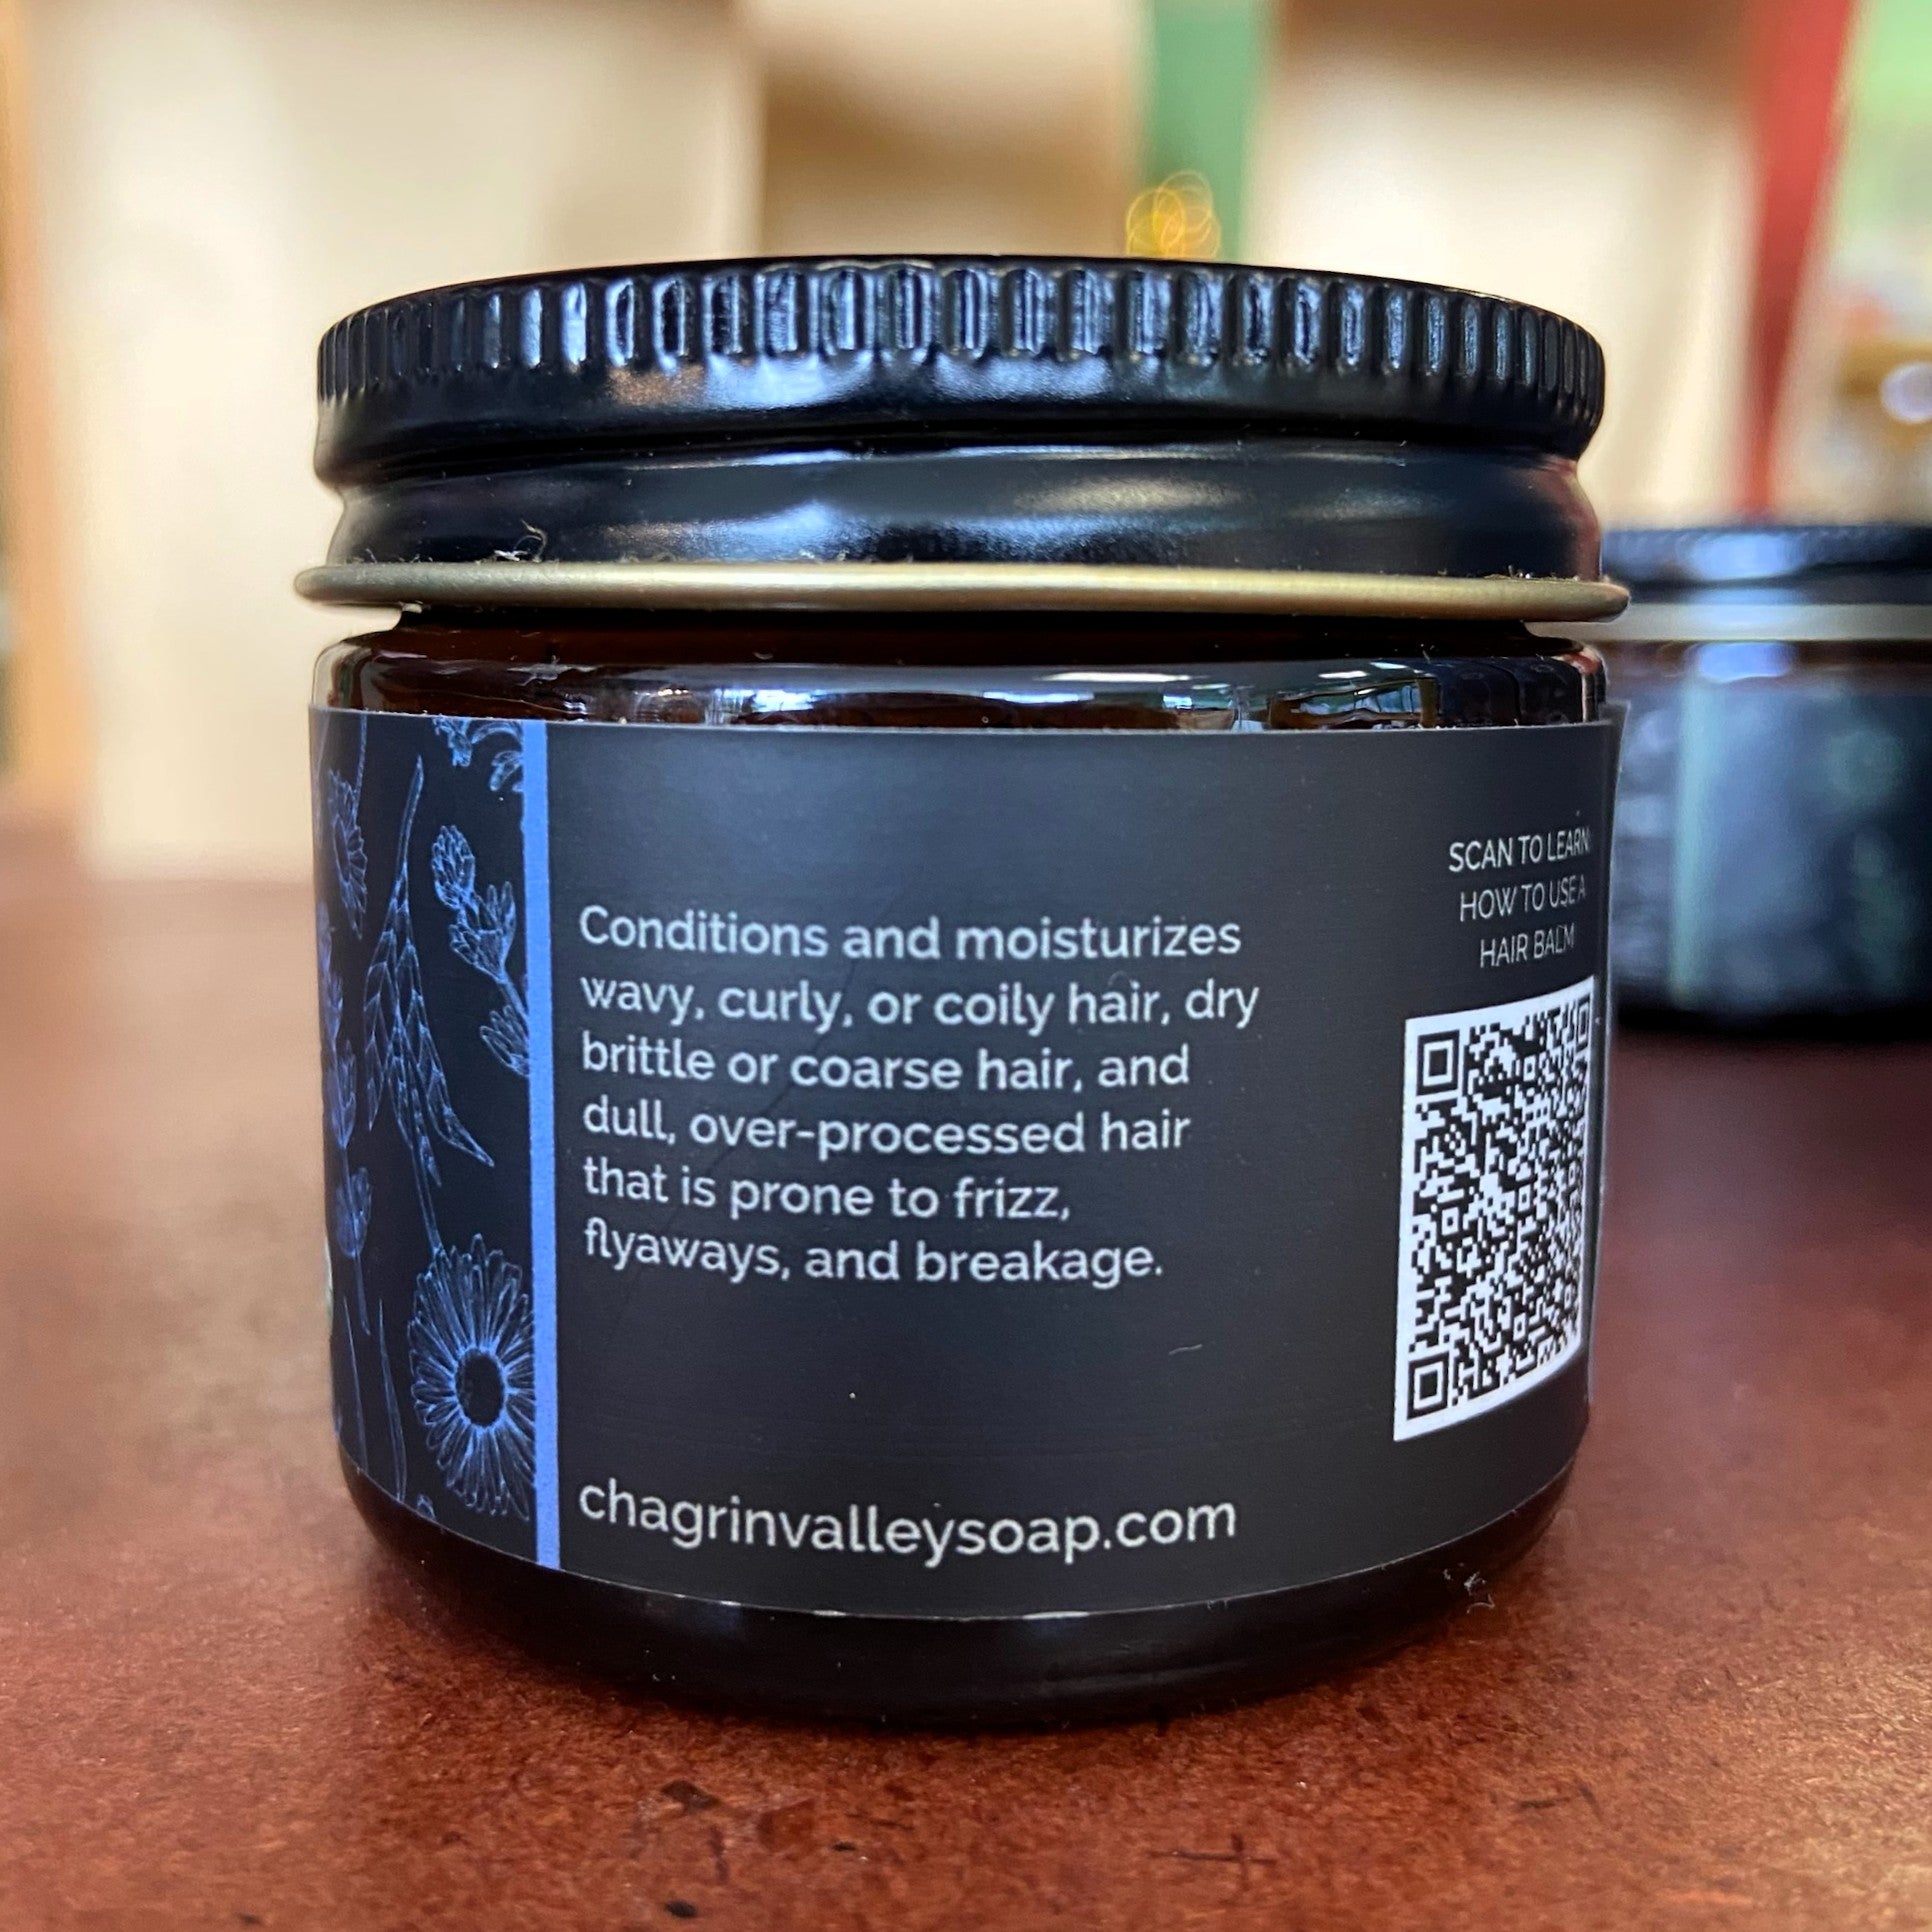 Conditions and moisturizes
wavy, curly, or coily hair, dry
brittle or coarse hair, and
dull, over-processed hair
that is prone to frizz,
flyaways, and breakage.
chagrinvalleysoap.com
SCAN TO LEARN
HOW TO USE A
HAIR BALM